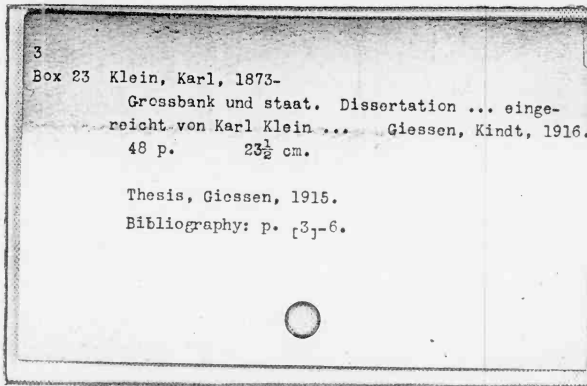 3
Box 23 Klein, Karl, 1873-
Grossbank und staat. Dissertation ... einge-
reicht von Karl Klein ... Giessen, Kindt, 1916.
48 p. 23½ cm.
Thesis, Giessen, 1915.
Bibliography: p. [3]-6.